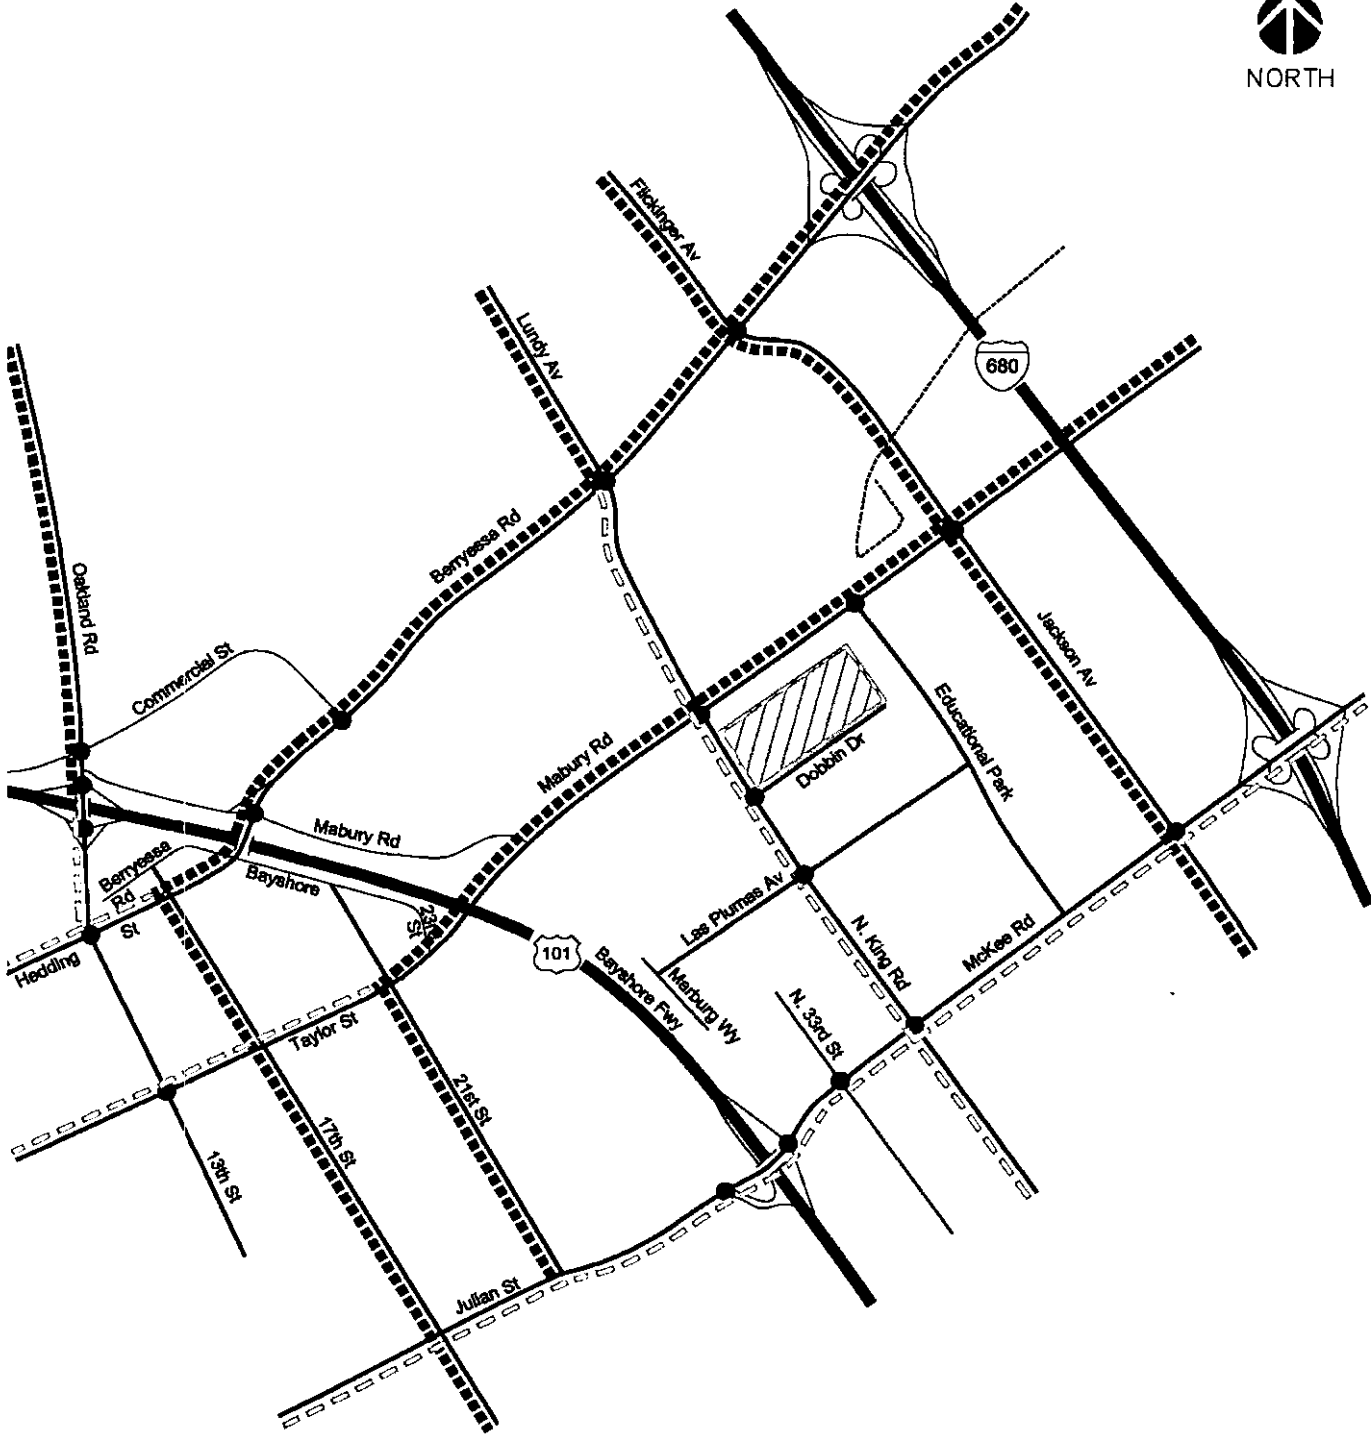 NORTH
Flickinger Av
Lundy Av
680
Berryessa Rd
Oakland Rd
Commercial St
Jackson Av
Educational Park
Mabury Rd
Dobbin Dr
Mabury Rd
Berryessa
Rd
Bayshore
St
23rd
St
Hedding
Las Plumas Av
N. King Rd
McKee Rd
101
Bayshore Fwy
Marburg Wy
N. 33rd St
Taylor St
21st St
17th St
13th St
Julian St